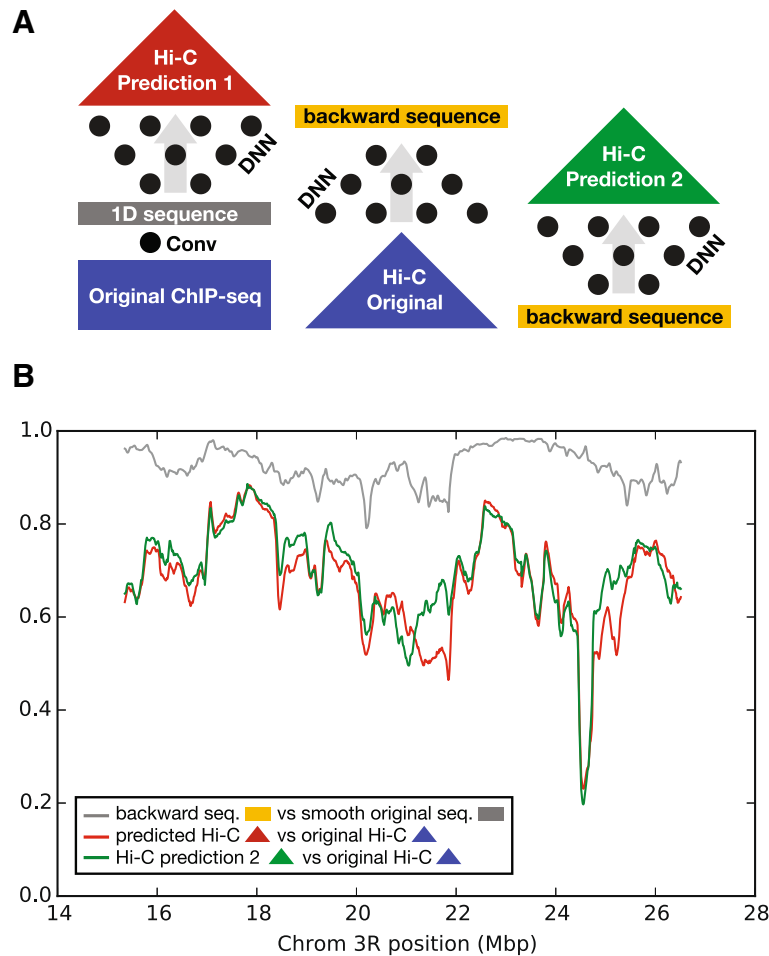 A
Hi-C
Prediction 1
DNN
1D sequence
Conv
Original ChIP-seq
backward sequence
DNN
Hi-C
Original
Hi-C
Prediction 2
DNN
backward sequence
B
1.0
0.8
0.6
0.4
0.2
0.0
backward seq. vs smooth original seq.
predicted Hi-C vs original Hi-C
Hi-C prediction 2 vs original Hi-C
14 16 18 20 22 24 26 28
Chrom 3R position (Mbp)